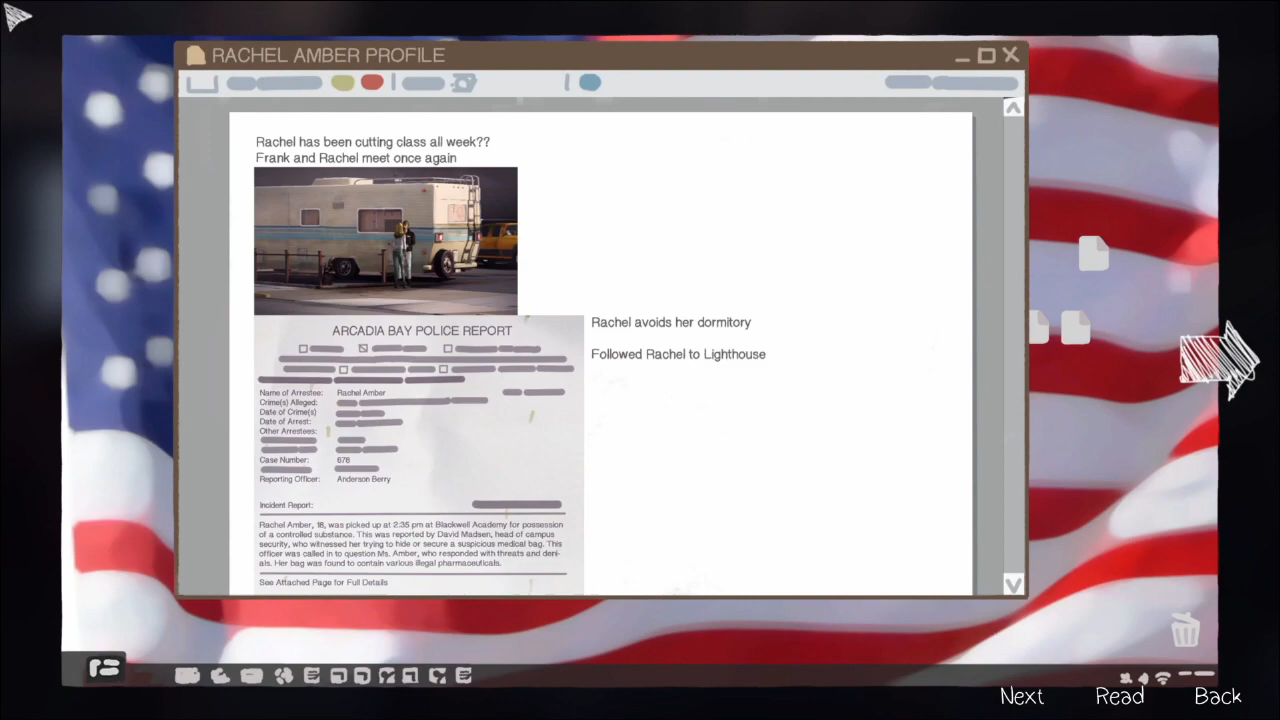 RACHEL AMBER PROFILE
Rachel has been cutting class all week??
Frank and Rachel meet once again
ARCADIA BAY POLICE REPORT
Rachel avoids her dormitory
Followed Rachel to Lighthouse
Name of Arrestee: Rachel Amber
Crime(s) Alleged:
Date of Crime(s)
Date of Arrest:
Other Arrestees:
Case Number: 678
Reporting Officer: Anderson Berry
Incident Report:
Rachel Amber, 18, was picked up at 2:35 pm at Blackwell Academy for possession
of a controlled substance. This was reported by David Madsen, head of campus
security, who witnessed her trying to hide or secure a suspicious medical bag. This
officer was called in to question Ms. Amber, who responded with threats and deni-
als. Her bag was found to contain various illegal pharmaceuticals.
See Attached Page for Full Details
Next Read Back